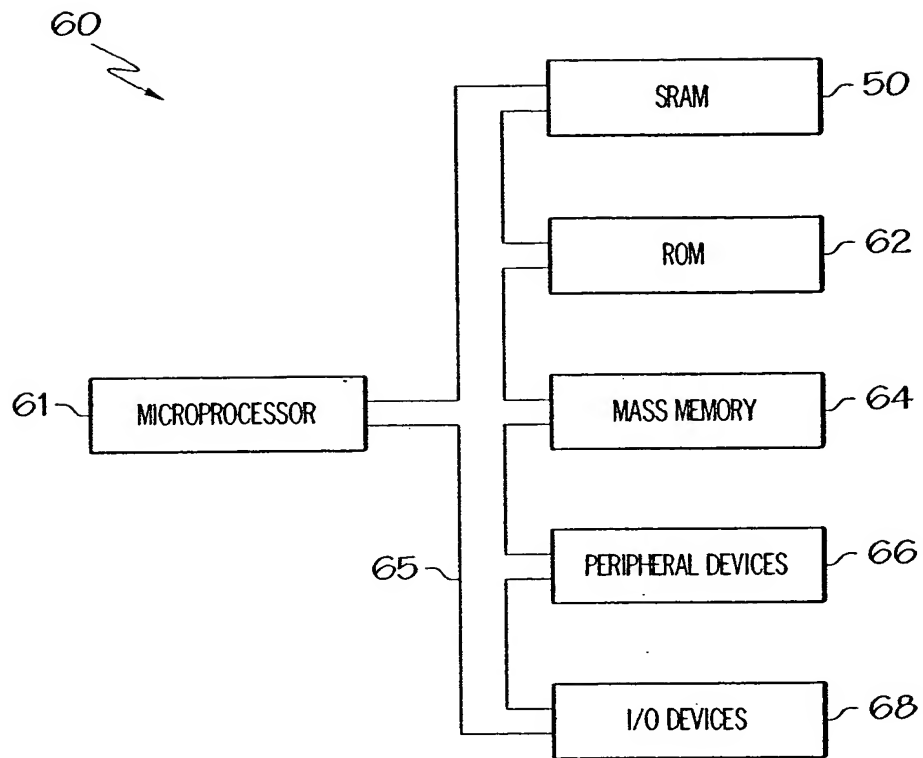 60
SRAM 50
ROM 62
61 MICROPROCESSOR
MASS MEMORY 64
65
PERIPHERAL DEVICES 66
I/O DEVICES 68